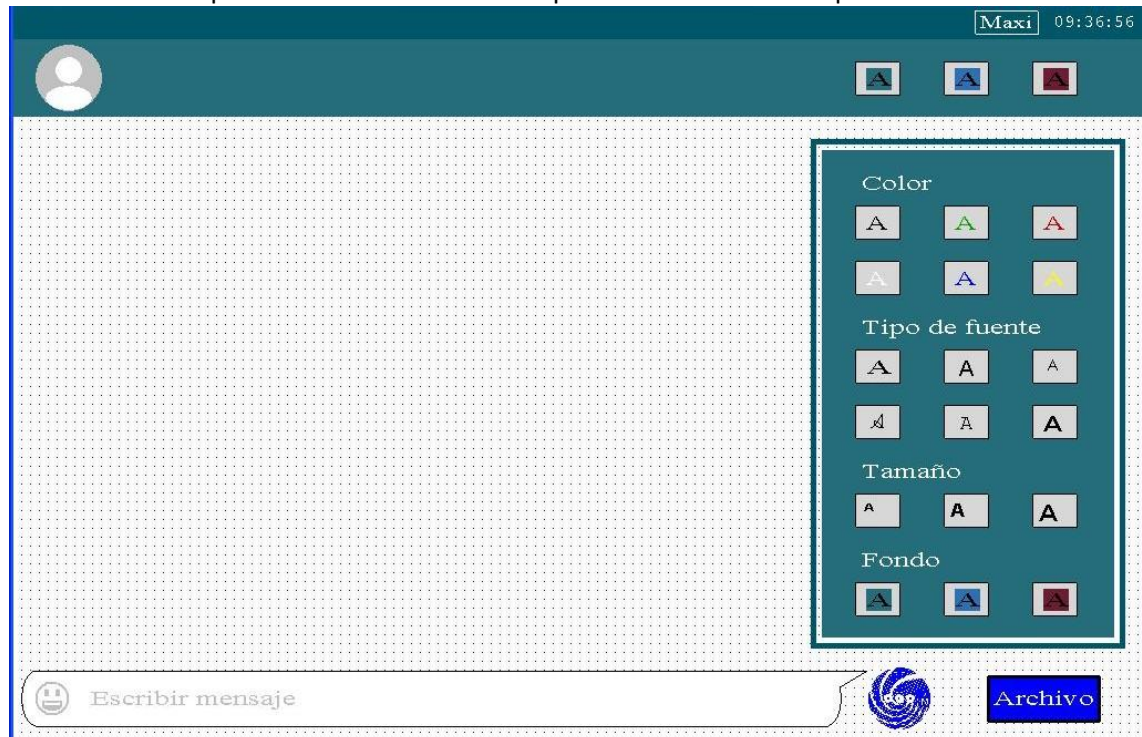 Maxi 09:36:56
A A A
Color
A A A
A A A
Tipo de fuente
A A A
A A A
Tamaño
A A A
Fondo
A A A
Escribir mensaje
Archivo